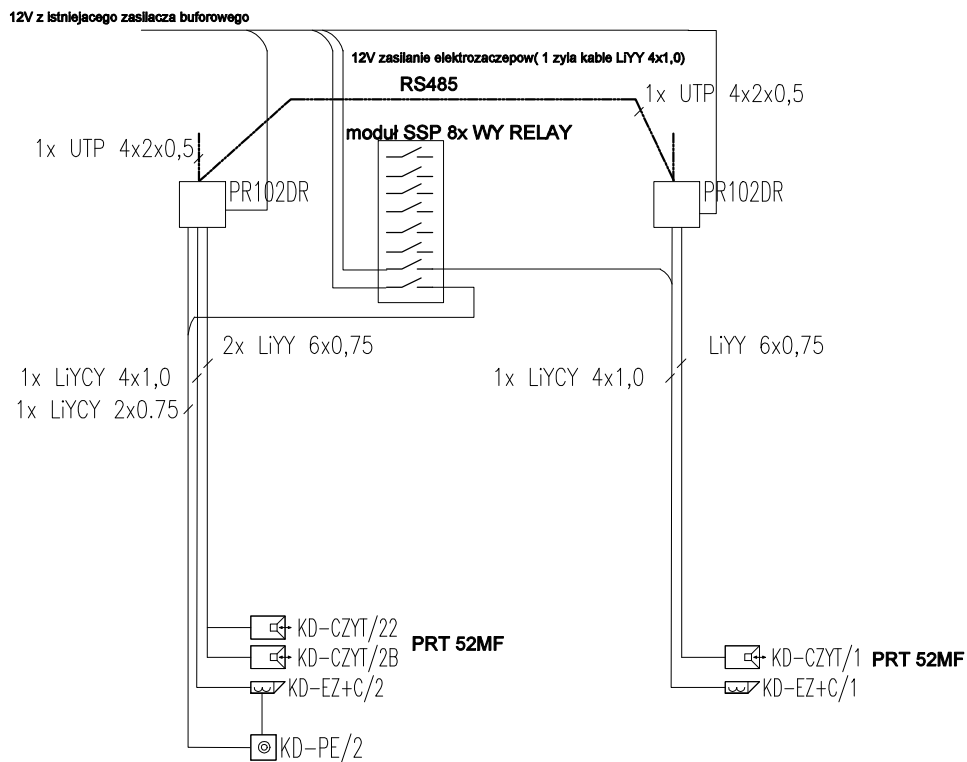 12V z istniejacego zasilacza buforowego
12V zasilanie elektrozaczepow( 1 zyla kable LiYY 4x1,0)
RS485
1x UTP 4x2x0,5
moduł SSP 8x WY RELAY
1x UTP 4x2x0,5
PR102DR
PR102DR
2x LiYY 6x0,75
LiYY 6x0,75
1x LiYCY 4x1,0
1x LiYCY 4x1,0
1x LiYCY 2x0.75
KD-CZYT/22
PRT 52MF
KD-CZYT/2B
KD-CZYT/1
PRT 52MF
KD-EZ+C/2
KD-EZ+C/1
KD-PE/2